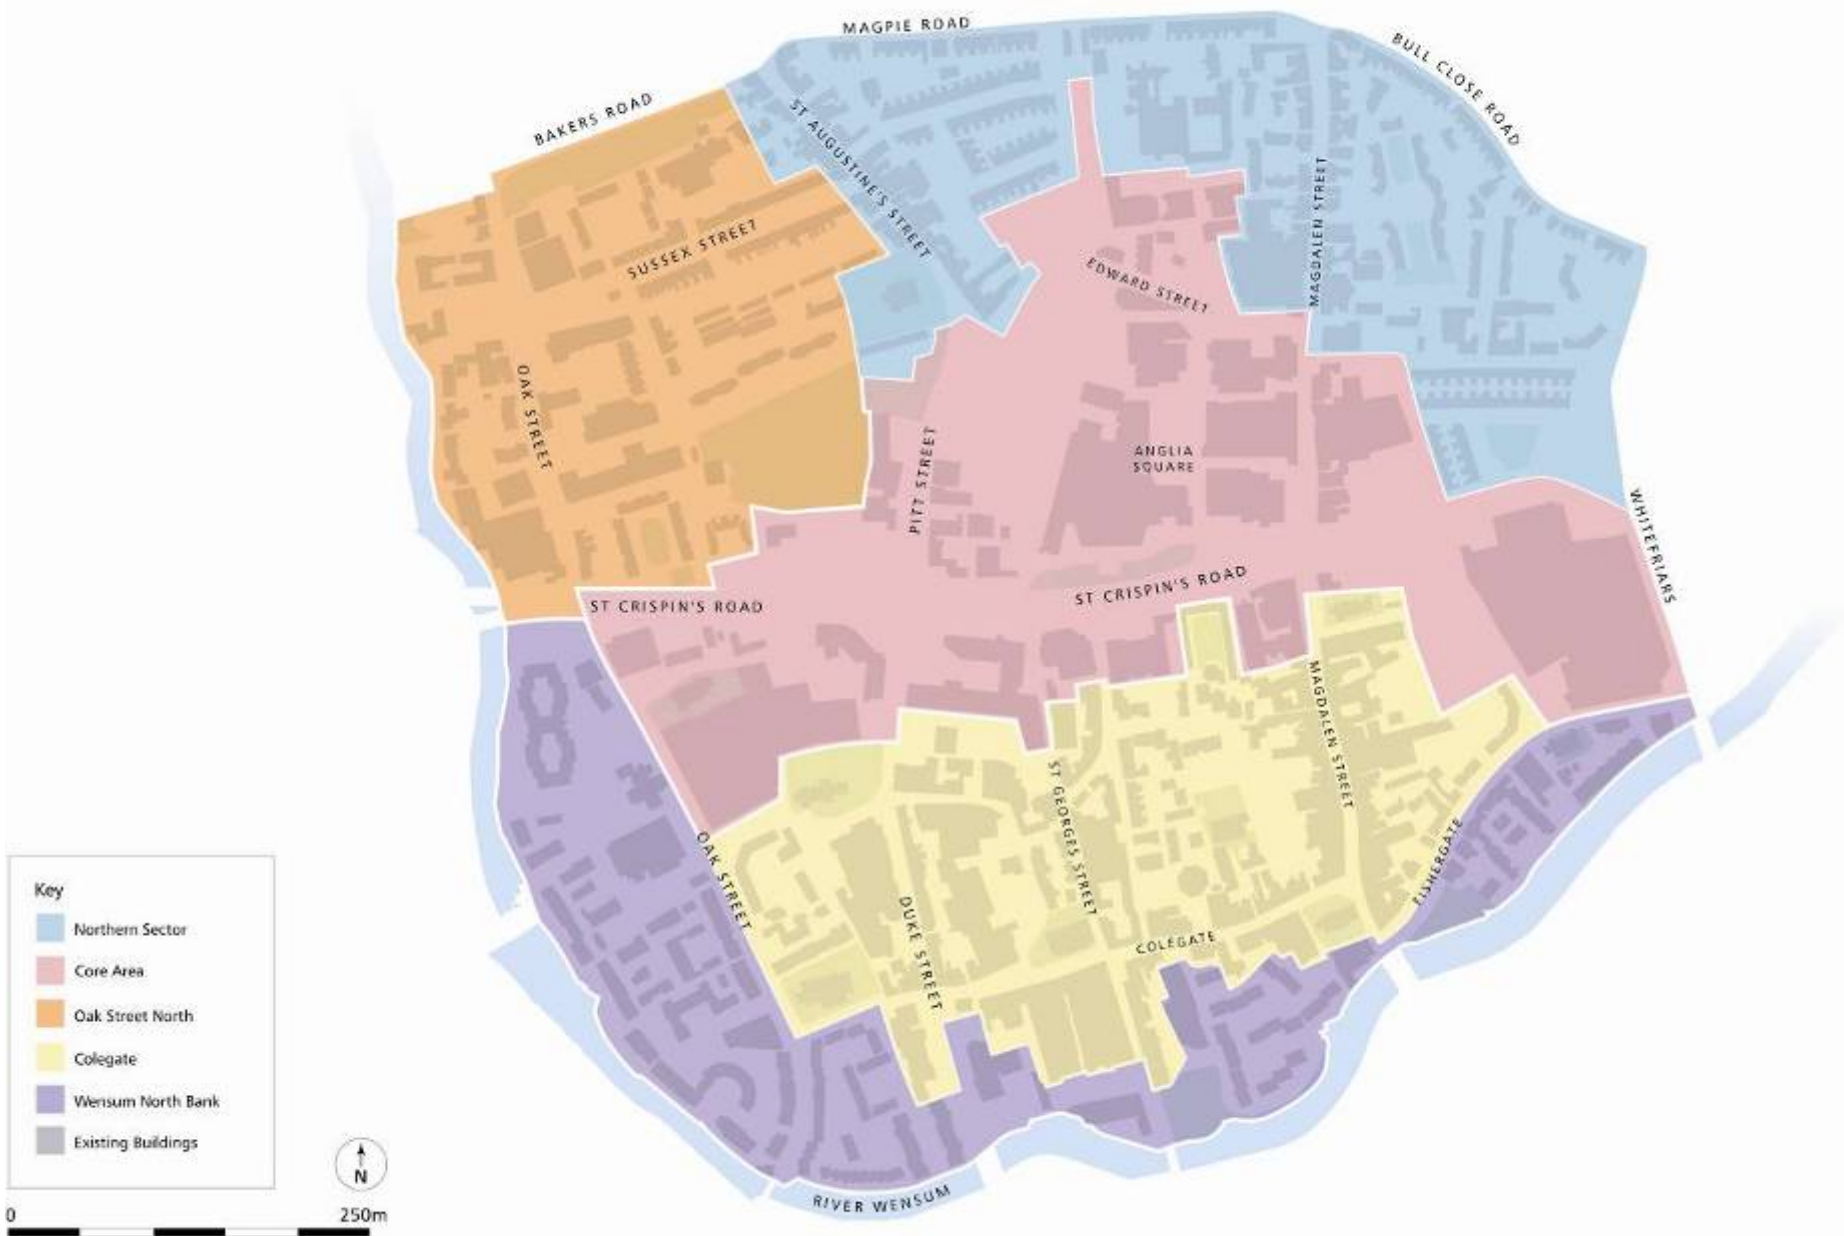 MAGPIE ROAD
BULL CLOSE ROAD
BAKERS ROAD
ST AUGUSTINE'S STREET
MAGDALEN STREET
SUSSEX STREET
EDWARD STREET
OAK STREET
PITT STREET
ANGLIA
SQUARE
WHITEFRIARS
ST CRISPIN'S ROAD
ST CRISPIN'S ROAD
MAGDALEN STREET
ST GEORGES STREET
OAK STREET
FISHERGATE
DUKE STREET
COLEGATE
RIVER WENSUM
Key
Northern Sector
Core Area
Oak Street North
Colegate
Wensum North Bank
Existing Buildings
N
0 250m